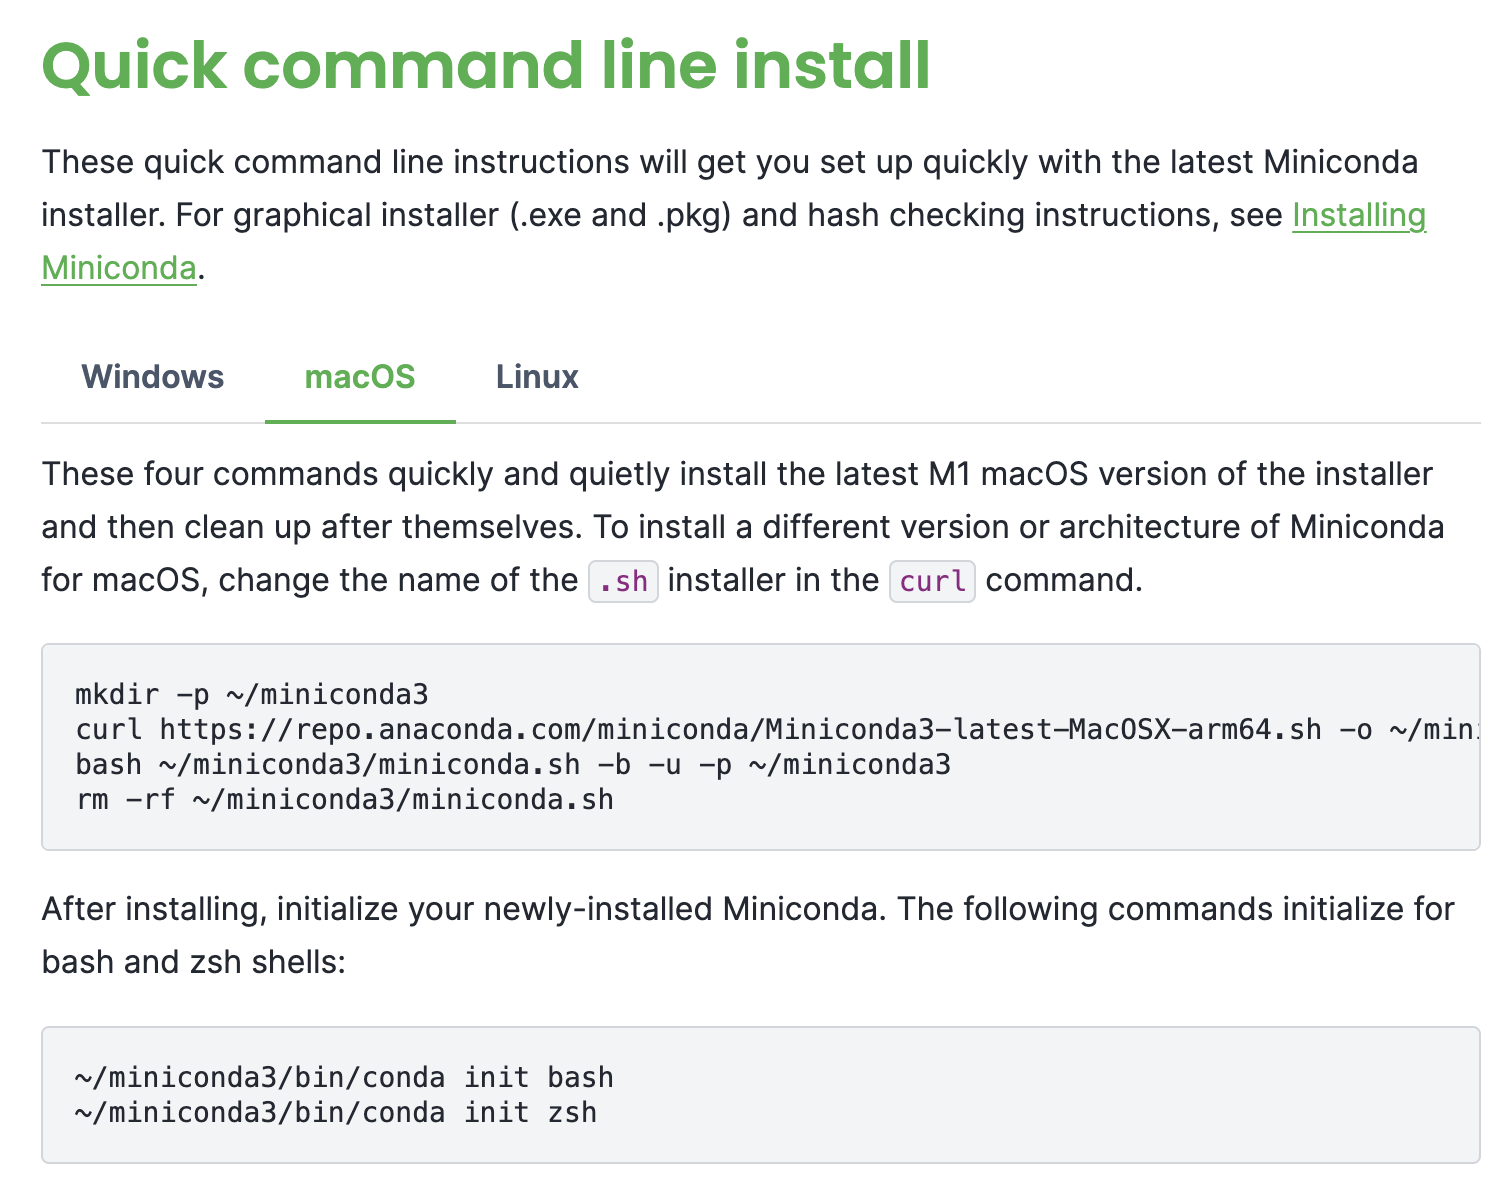 Quick command line install
These quick command line instructions will get you set up quickly with the latest Miniconda
installer. For graphical installer (.exe and .pkg) and hash checking instructions, see Installing
Miniconda.
Windows macOS Linux
These four commands quickly and quietly install the latest M1 macOS version of the installer
and then clean up after themselves. To install a different version or architecture of Miniconda
for macOS, change the name of the .sh installer in the curl command.
mkdir -p ~/miniconda3
curl https://repo.anaconda.com/miniconda/Miniconda3-latest-MacOSX-arm64.sh -o ~/mini
bash ~/miniconda3/miniconda.sh -b -u -p ~/miniconda3
rm -rf ~/miniconda3/miniconda.sh
After installing, initialize your newly-installed Miniconda. The following commands initialize for
bash and zsh shells:
~/miniconda3/bin/conda init bash
~/miniconda3/bin/conda init zsh